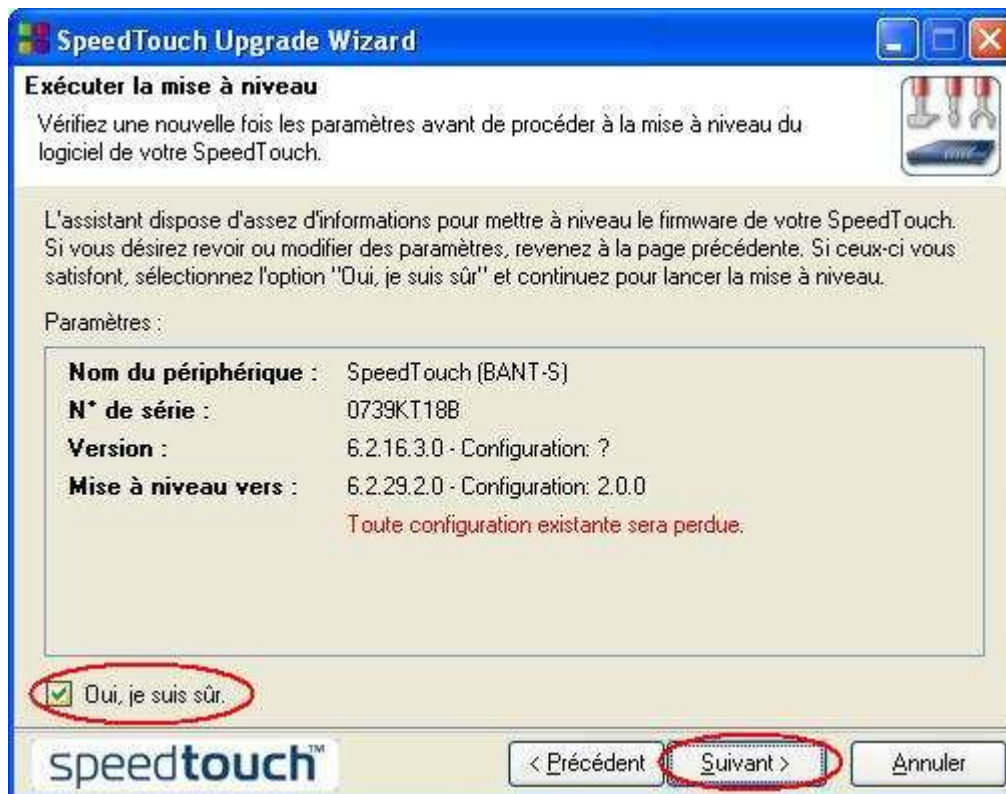 SpeedTouch Upgrade Wizard
Exécuter la mise à niveau
Vérifiez une nouvelle fois les paramètres avant de procéder à la mise à niveau du
logiciel de votre SpeedTouch.
L'assistant dispose d'assez d'informations pour mettre à niveau le firmware de votre SpeedTouch.
Si vous désirez revoir ou modifier des paramètres, revenez à la page précédente. Si ceux-ci vous
satisfont, sélectionnez l'option "Oui, je suis sûr" et continuez pour lancer la mise à niveau.
Paramètres :
Nom du périphérique : SpeedTouch (BANT-S)
N° de série : 0739KT18B
Version : 6.2.16.3.0 - Configuration: ?
Mise à niveau vers : 6.2.29.2.0 - Configuration: 2.0.0
Toute configuration existante sera perdue.
Oui, je suis sûr.
speedtouch™
< Précédent Suivant > Annuler